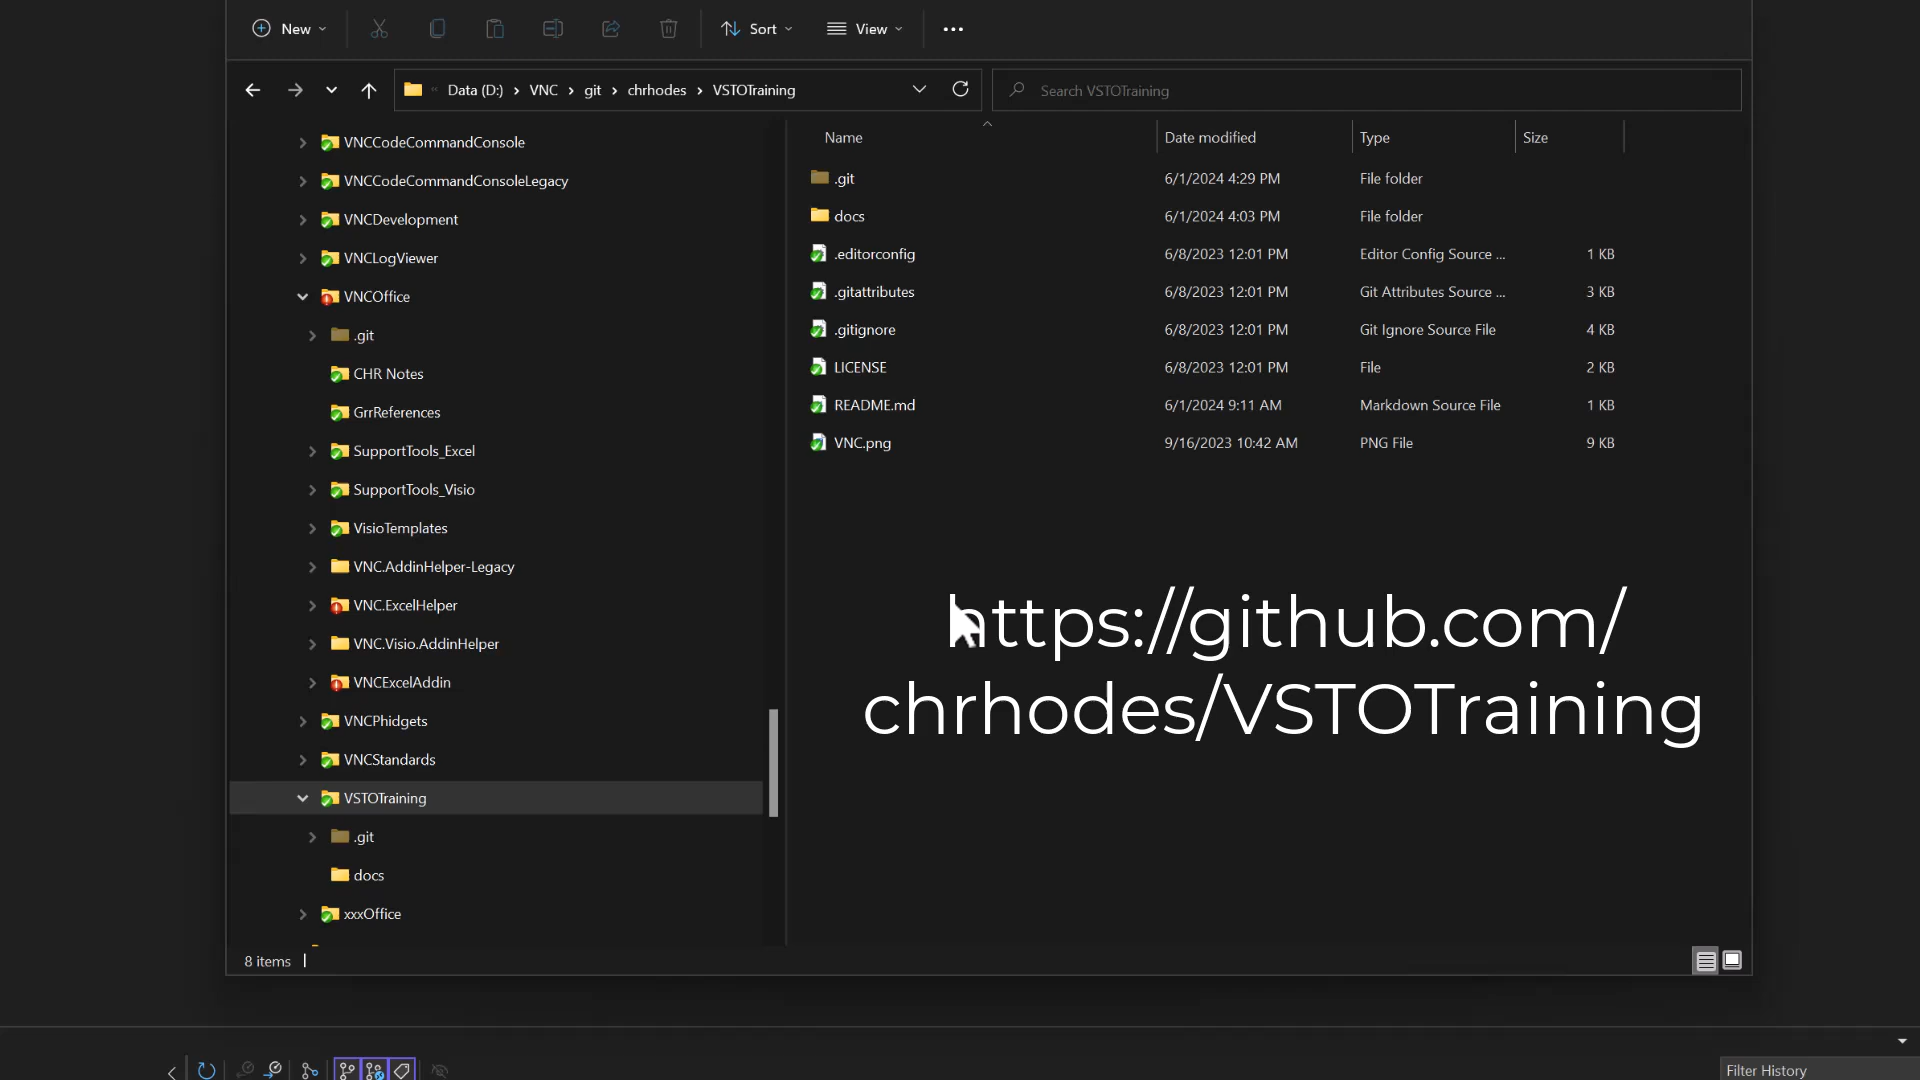 New
Sort
View
Data (D:) > VNC > git > chrhodes > VSTOTraining
Search VSTOTraining
VNCCodeCommandConsole
VNCCodeCommandConsoleLegacy
VNCDevelopment
VNCLogViewer
VNCOffice
.git
CHR Notes
GrrReferences
SupportTools_Excel
SupportTools_Visio
VisioTemplates
VNC.AddinHelper-Legacy
VNC.ExcelHelper
VNC.Visio.AddinHelper
VNCExcelAddin
VNCPhidgets
VNCStandards
VSTOTraining
.git
docs
xxxOffice
Name Date modified Type Size
.git 6/1/2024 4:29 PM File folder
docs 6/1/2024 4:03 PM File folder
.editorconfig 6/8/2023 12:01 PM Editor Config Source ... 1 KB
.gitattributes 6/8/2023 12:01 PM Git Attributes Source ... 3 KB
.gitignore 6/8/2023 12:01 PM Git Ignore Source File 4 KB
LICENSE 6/8/2023 12:01 PM File 2 KB
README.md 6/1/2024 9:11 AM Markdown Source File 1 KB
VNC.png 9/16/2023 10:42 AM PNG File 9 KB
https://github.com/
chrhodes/VSTOTraining
8 items
Filter History